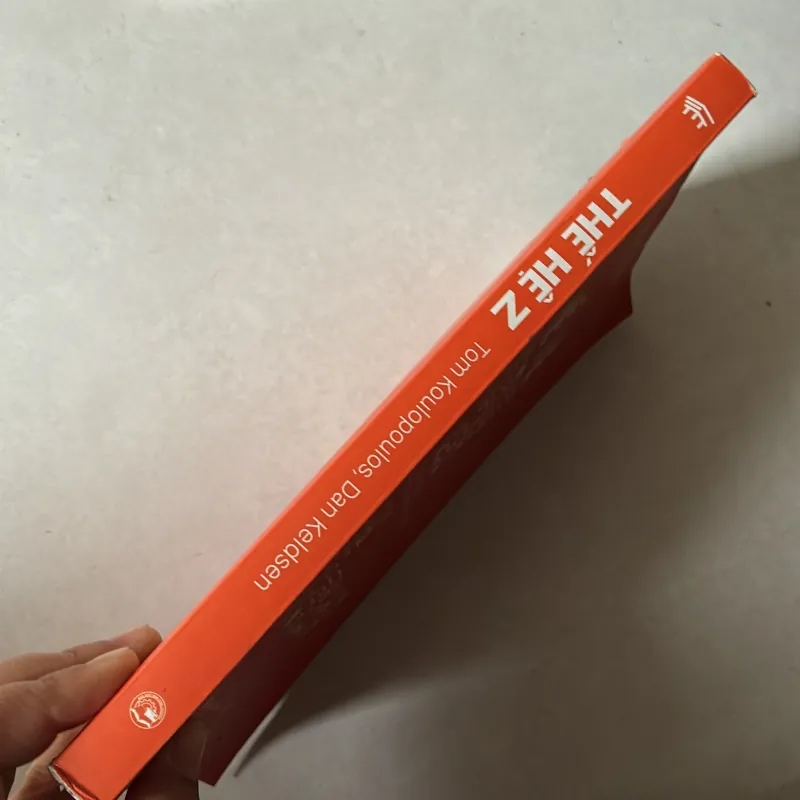 THẾ HỆ Z
Tom Koulopoulos, Dan Keldsen